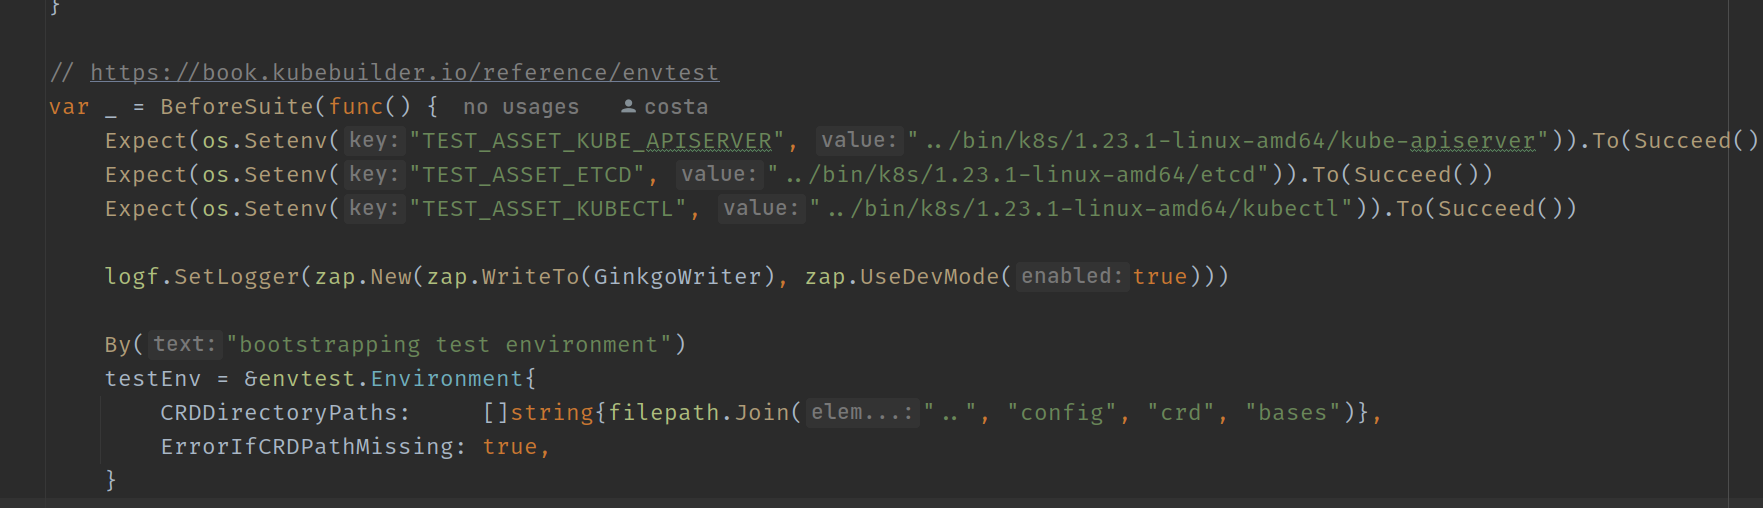 }
// https://book.kubebuilder.io/reference/envtest
var _ = BeforeSuite(func() { no usages costa
Expect(os.Setenv( key: "TEST_ASSET_KUBE_APISERVER", value: "../bin/k8s/1.23.1-linux-amd64/kube-apiserver")).To(Succeed()
Expect(os.Setenv( key: "TEST_ASSET_ETCD", value: "../bin/k8s/1.23.1-linux-amd64/etcd")).To(Succeed())
Expect(os.Setenv( key: "TEST_ASSET_KUBECTL", value: "../bin/k8s/1.23.1-linux-amd64/kubectl")).To(Succeed())
logf.SetLogger(zap.New(zap.WriteTo(GinkgoWriter), zap.UseDevMode( enabled: true)))
By( text: "bootstrapping test environment")
testEnv = &envtest.Environment{
CRDDirectoryPaths: []string{filepath.Join( elem...: "..", "config", "crd", "bases")},
ErrorIfCRDPathMissing: true,
}